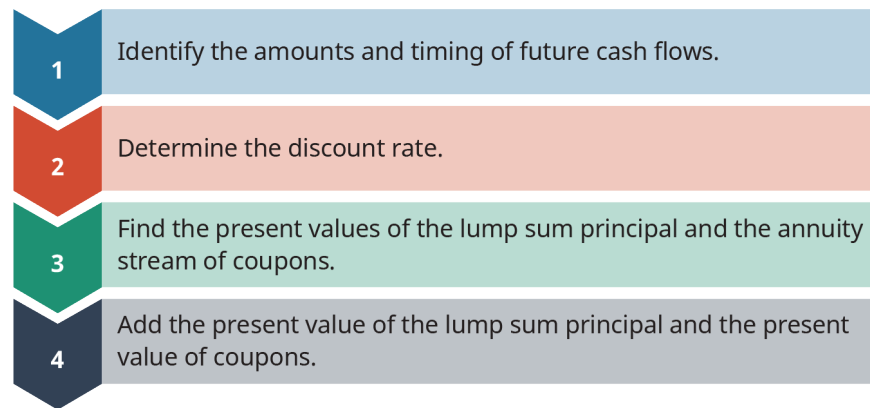 1
Identify the amounts and timing of future cash flows.
2
Determine the discount rate.
3
Find the present values of the lump sum principal and the annuity
stream of coupons.
4
Add the present value of the lump sum principal and the present
value of coupons.